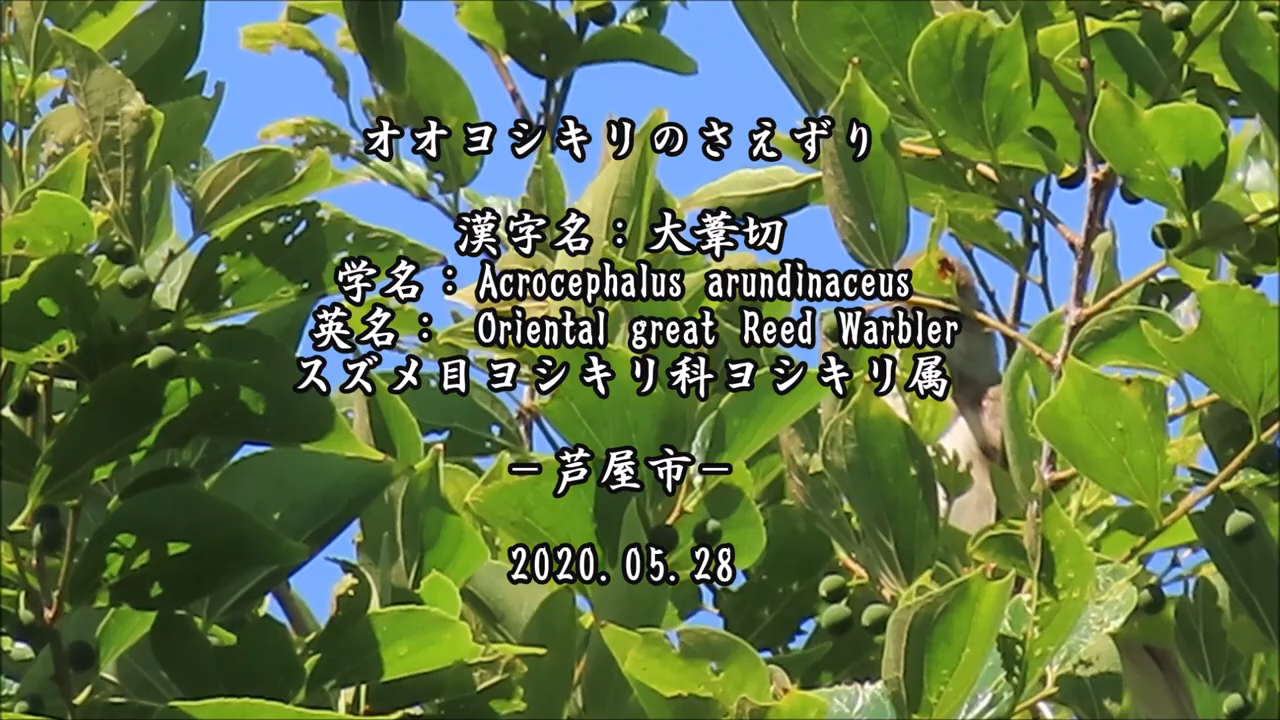 オオヨシキリのさえずり
漢字名：大葦切
学名：Acrocephalus arundinaceus
英名： Oriental great Reed Warbler
スズメ目ヨシキリ科ヨシキリ属
－芦屋市－
2020.05.28